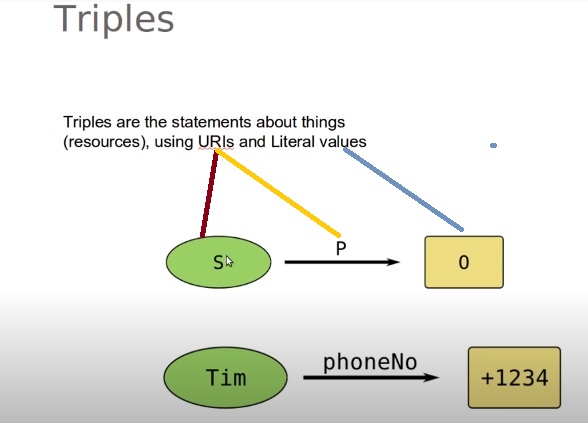 Triples
Triples are the statements about things
(resources), using URIs and Literal values
S
P
O
Tim
phoneNo
+1234